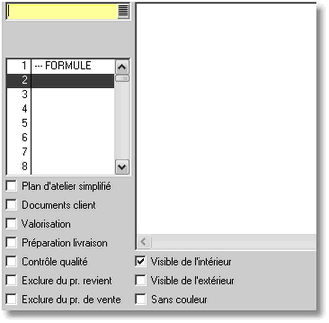 1 --- FORMULE
2
3
4
5
6
7
8
Plan d'atelier simplifié
Documents client
Valorisation
Préparation livraison
Contrôle qualité
Exclure du pr. revient
Exclure du pr. de vente
Visible de l'intérieur
Visible de l'extérieur
Sans couleur